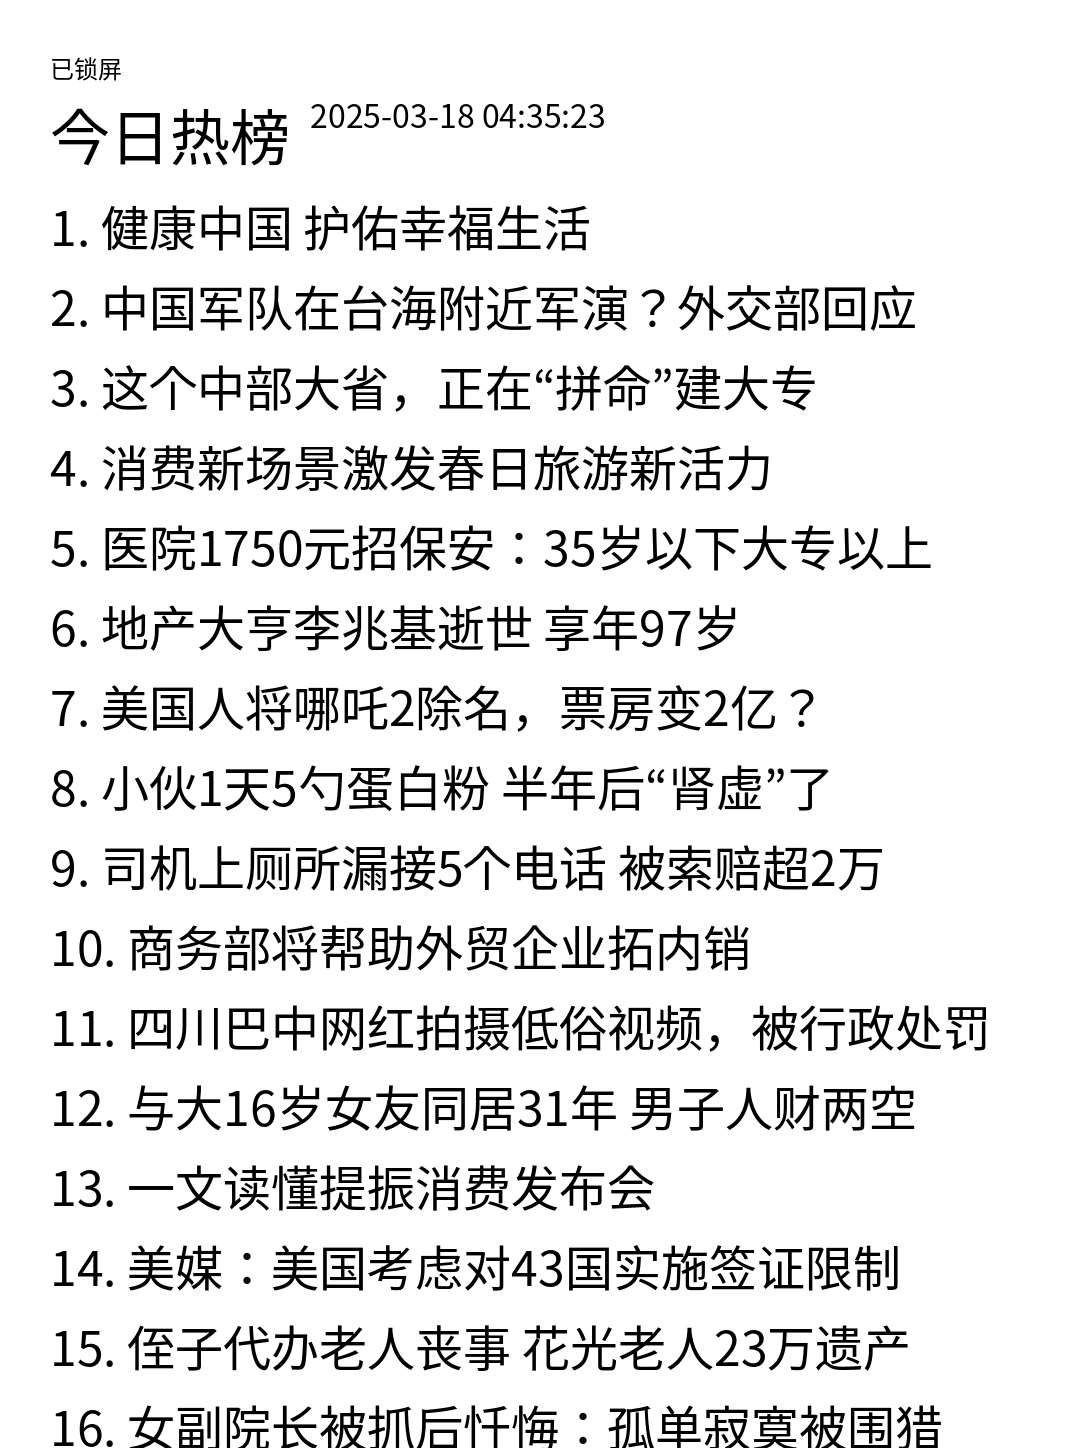 已锁屏
今日热榜 2025-03-18 04:35:23
1. 健康中国 护佑幸福生活
2. 中国军队在台海附近军演？外交部回应
3. 这个中部大省，正在“拼命”建大专
4. 消费新场景激发春日旅游新活力
5. 医院1750元招保安：35岁以下大专以上
6. 地产大亨李兆基逝世 享年97岁
7. 美国人将哪吒2除名，票房变2亿？
8. 小伙1天5勺蛋白粉 半年后“肾虚”了
9. 司机上厕所漏接5个电话 被索赔超2万
10. 商务部将帮助外贸企业拓内销
11. 四川巴中网红拍摄低俗视频，被行政处罚
12. 与大16岁女友同居31年 男子人财两空
13. 一文读懂提振消费发布会
14. 美媒：美国考虑对43国实施签证限制
15. 侄子代办老人丧事 花光老人23万遗产
16. 女副院长被抓后忏悔：孤单寂寞被围猎